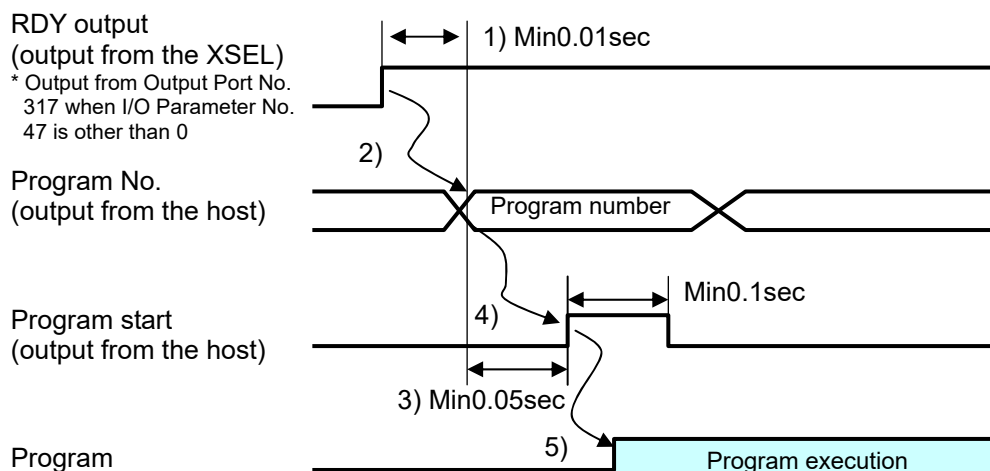 RDY output
(output from the XSEL)
* Output from Output Port No.
317 when I/O Parameter No.
47 is other than 0
1) Min0.01sec
2)
Program No.
(output from the host)
Program number
Min0.1sec
Program start
(output from the host)
4)
3) Min0.05sec
5)
Program
Program execution